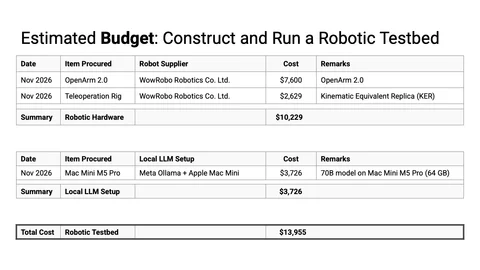 Estimated Budget: Construct and Run a Robotic Testbed
Date Item Procured Robot Supplier Cost Remarks
Nov 2026 OpenArm 2.0 WowRobo Robotics Co. Ltd. $7,600 OpenArm 2.0
Nov 2026 Teleoperation Rig WowRobo Robotics Co. Ltd. $2,629 Kinematic Equivalent Replica (KER)
Summary Robotic Hardware $10,229
Date Item Procured Local LLM Setup Cost Remarks
Nov 2026 Mac Mini M5 Pro Meta Ollama + Apple Mac Mini $3,726 70B model on Mac Mini M5 Pro (64 GB)
Summary Local LLM Setup $3,726
Total Cost Robotic Testbed $13,955